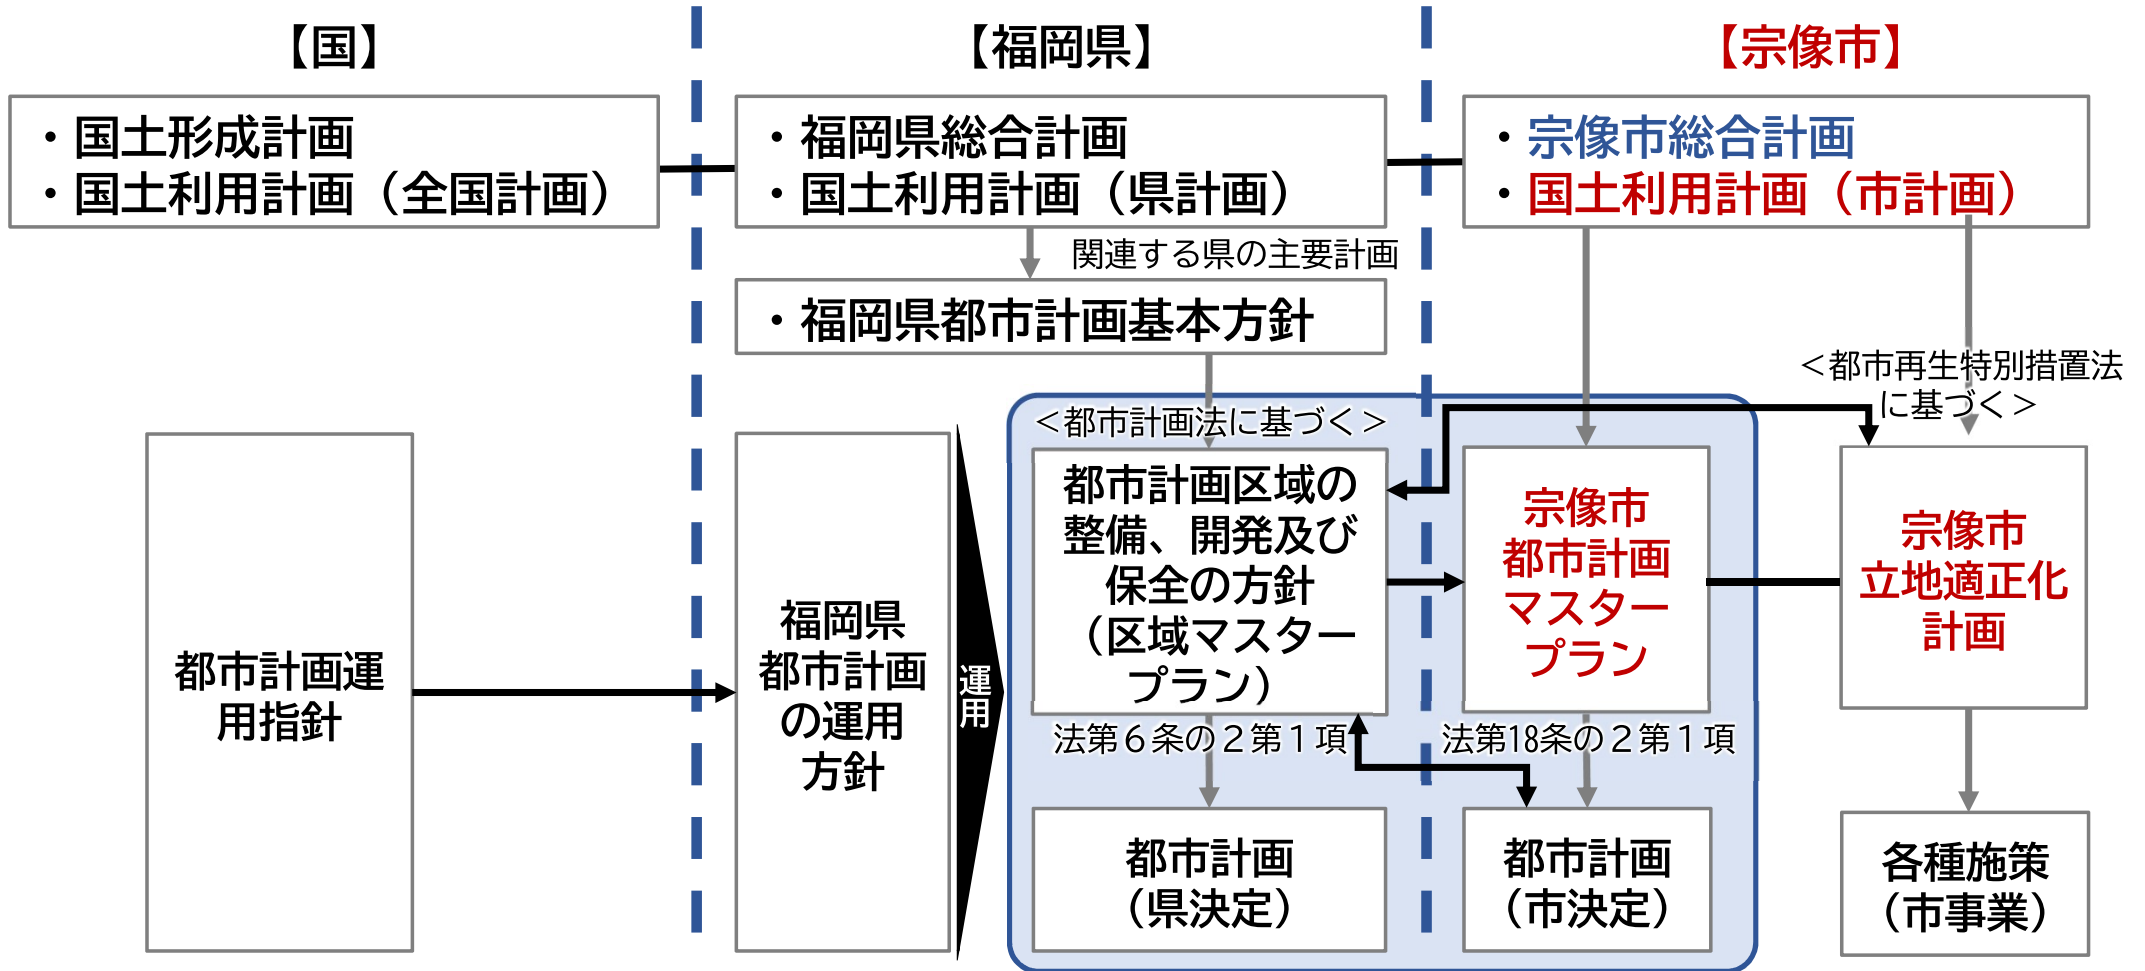 【国】
・国土形成計画
・国土利用計画（全国計画）
都市計画運
用指針
【福岡県】
・福岡県総合計画
・国土利用計画（県計画）
関連する県の主要計画
・福岡県都市計画基本方針
福岡県
都市計画
の運用
方針
運用
＜都市計画法に基づく＞
都市計画区域の
整備、開発及び
保全の方針
（区域マスター
プラン）
法第６条の２第１項
都市計画
（県決定）
【宗像市】
・宗像市総合計画
・国土利用計画（市計画）
＜都市再生特別措置法
に基づく＞
宗像市
都市計画
マスター
プラン
法第18条の２第１項
都市計画
（市決定）
宗像市
立地適正化
計画
各種施策
（市事業）